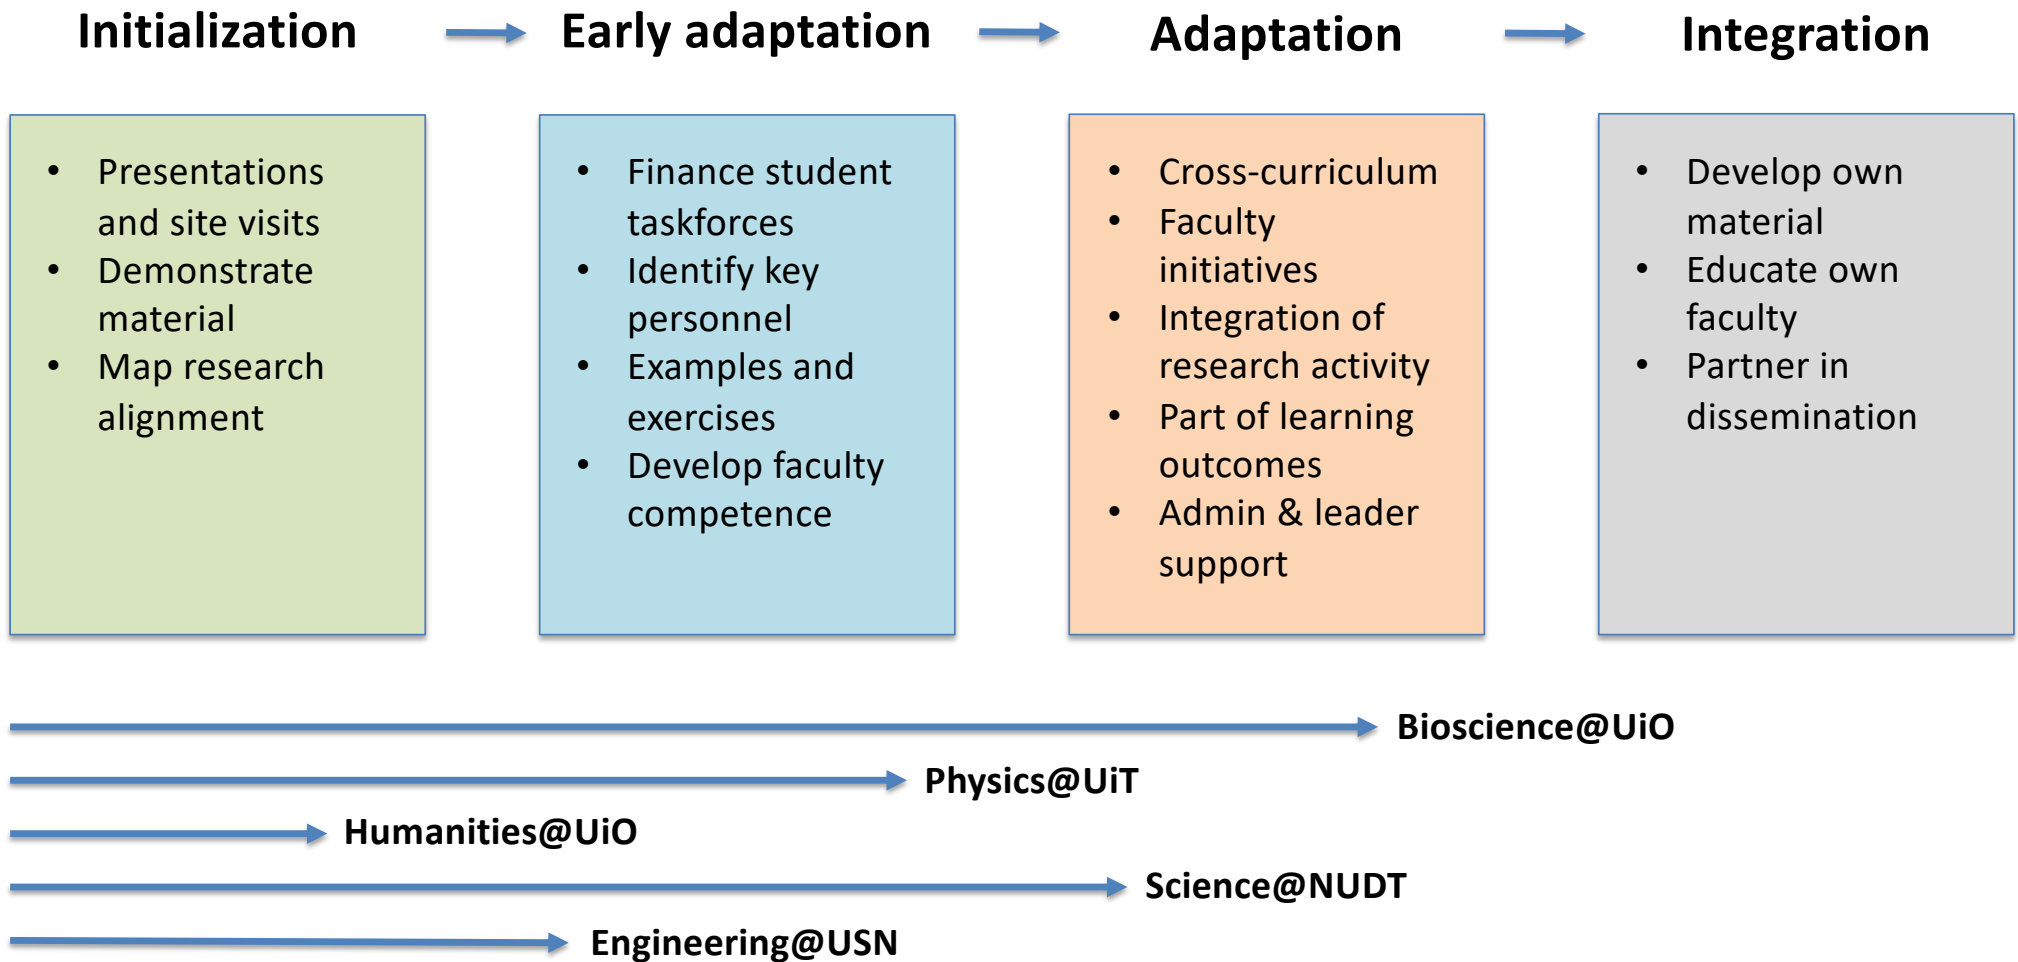 Initialization
Early adaptation
Adaptation
Integration
• Presentations
and site visits
• Demonstrate
material
• Map research
alignment
• Finance student
taskforces
• Identify key
personnel
• Examples and
exercises
• Develop faculty
competence
• Cross-curriculum
• Faculty
initiatives
• Integration of
research activity
• Part of learning
outcomes
• Admin & leader
support
• Develop own
material
• Educate own
faculty
• Partner in
dissemination
Bioscience@UiO
Physics@UiT
Humanities@UiO
Science@NUDT
Engineering@USN